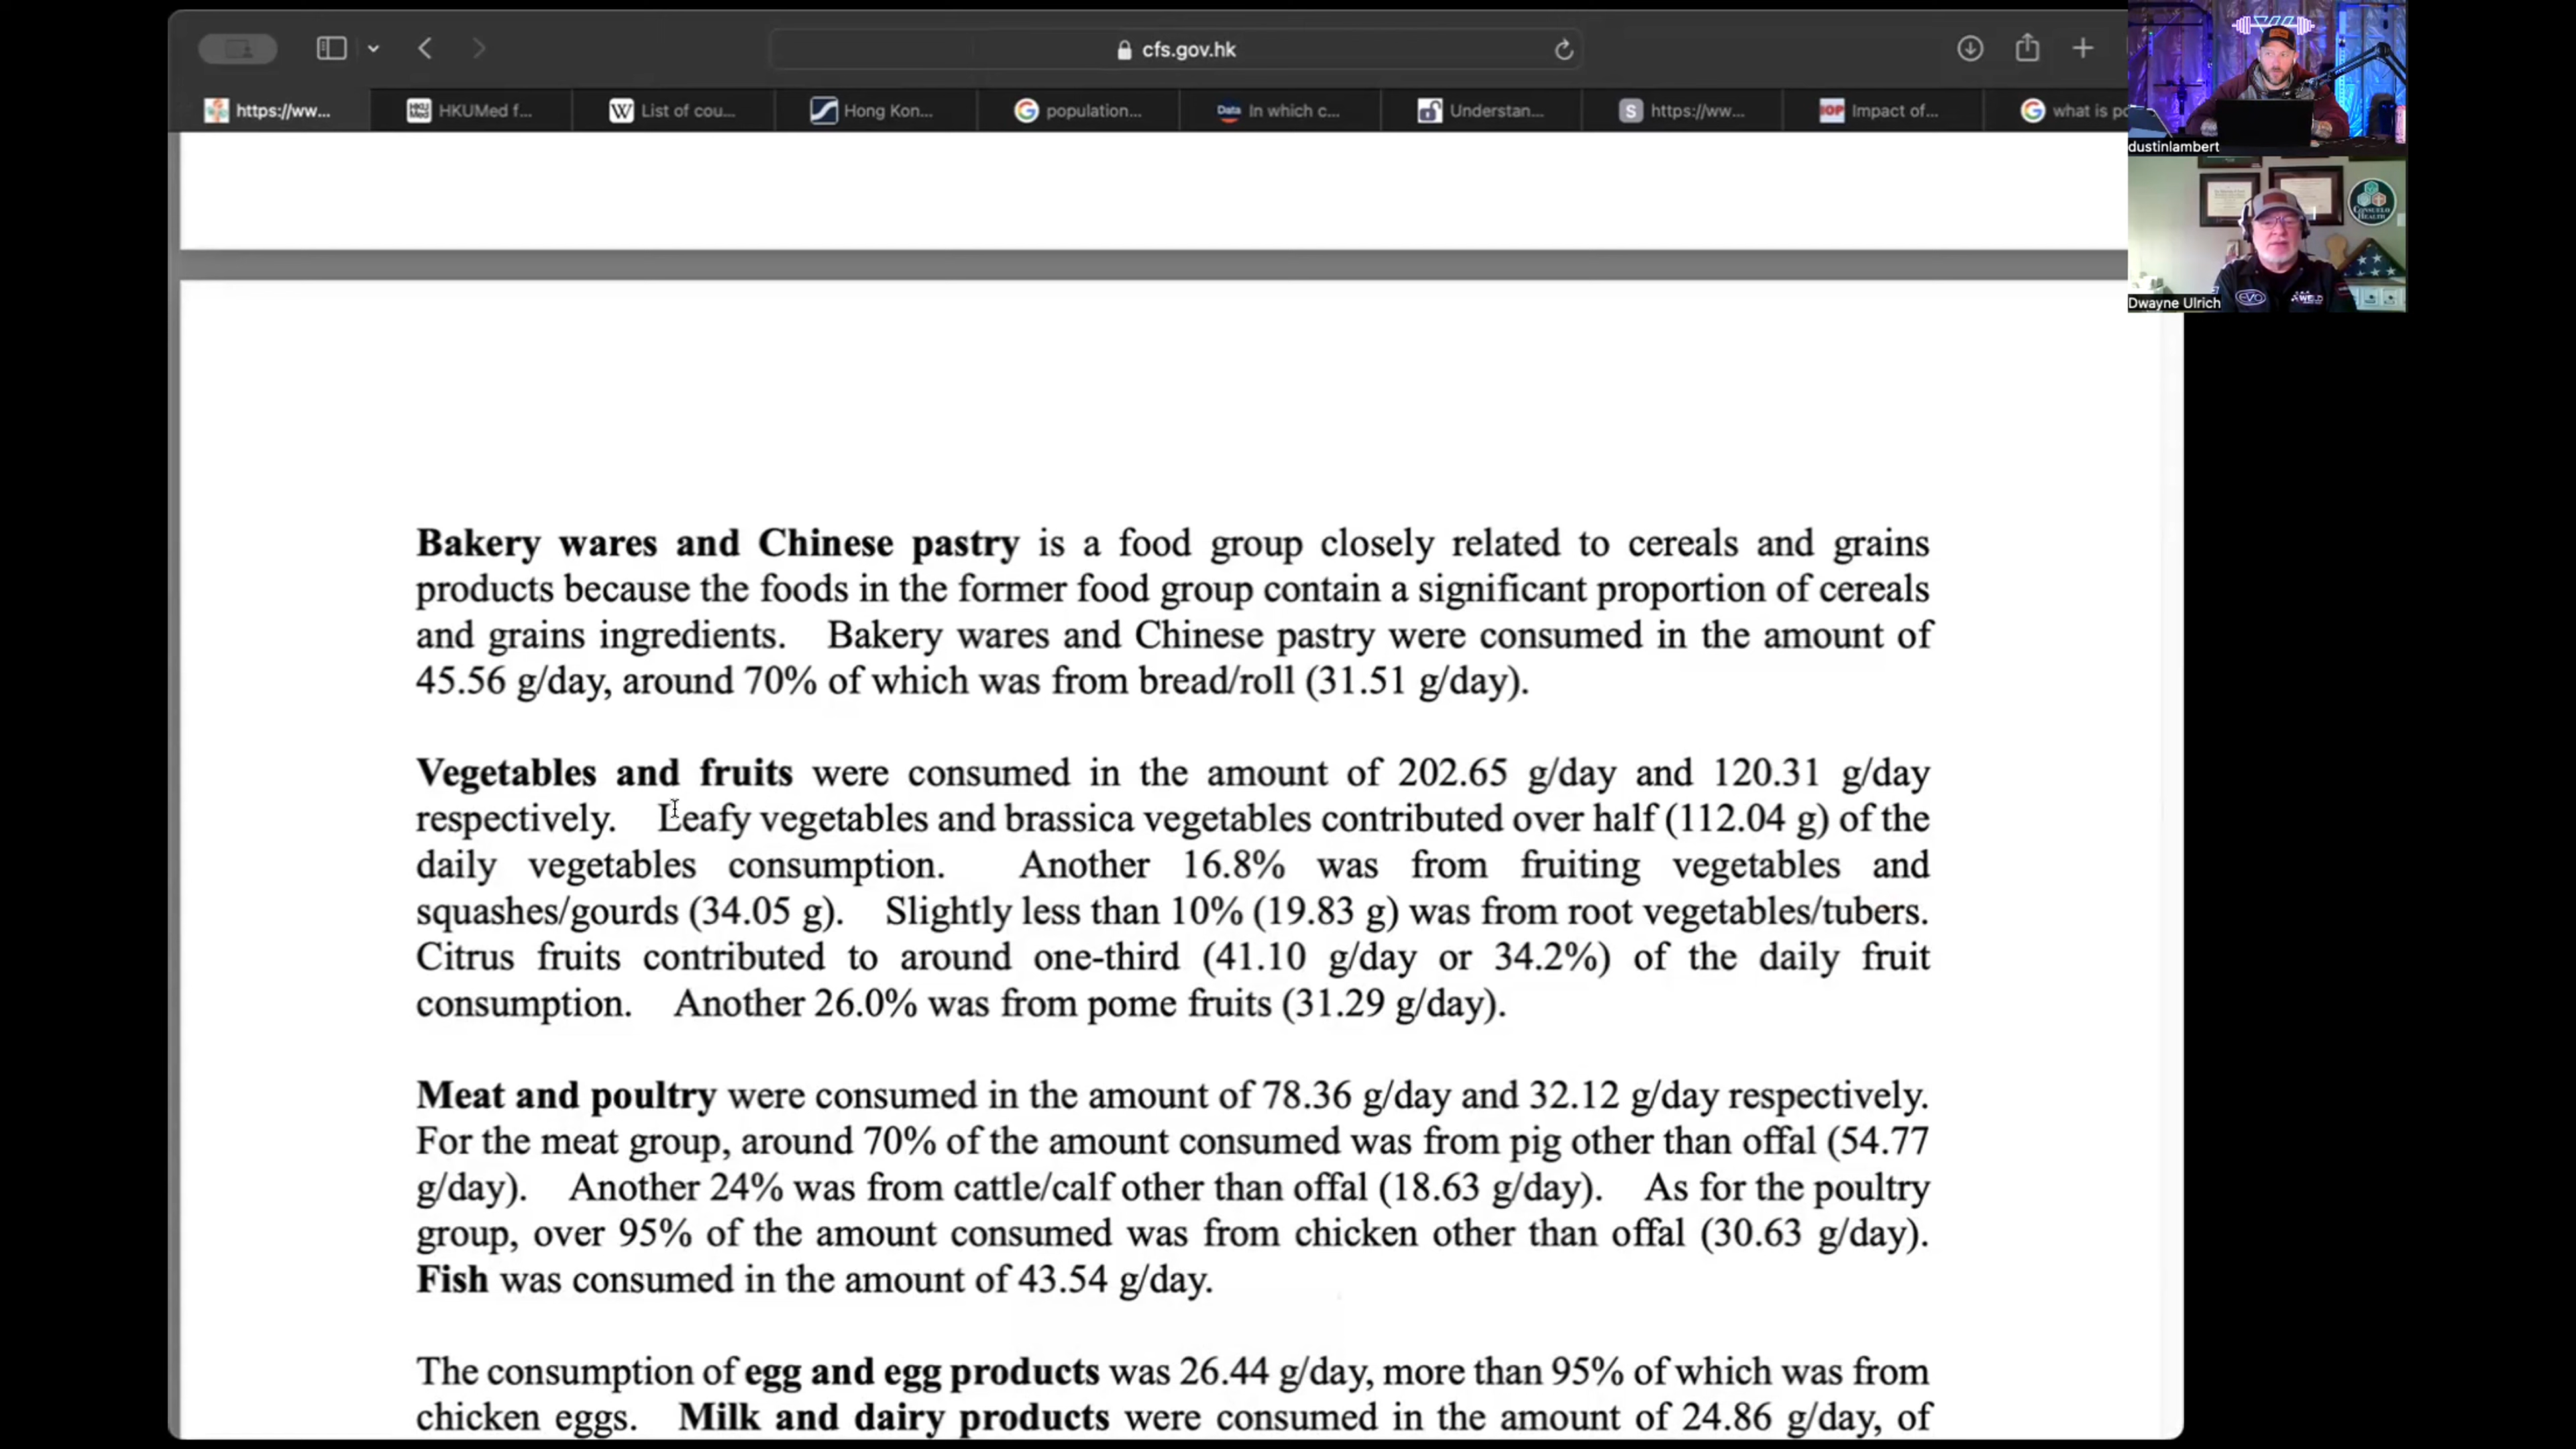 cfs.gov.hk
https://ww...
HKUMed f...
List of cou...
Hong Kon...
population...
In which c...
Understan...
https://ww...
Impact of...
what is po
dustinlambert
CONSUELO
HEALTH
EVO
WELD
Dwayne Ulrich
Bakery wares and Chinese pastry is a food group closely related to cereals and grains
products because the foods in the former food group contain a significant proportion of cereals
and grains ingredients. Bakery wares and Chinese pastry were consumed in the amount of
45.56 g/day, around 70% of which was from bread/roll (31.51 g/day).
Vegetables and fruits were consumed in the amount of 202.65 g/day and 120.31 g/day
respectively. Leafy vegetables and brassica vegetables contributed over half (112.04 g) of the
daily vegetables consumption. Another 16.8% was from fruiting vegetables and
squashes/gourds (34.05 g). Slightly less than 10% (19.83 g) was from root vegetables/tubers.
Citrus fruits contributed to around one-third (41.10 g/day or 34.2%) of the daily fruit
consumption. Another 26.0% was from pome fruits (31.29 g/day).
Meat and poultry were consumed in the amount of 78.36 g/day and 32.12 g/day respectively.
For the meat group, around 70% of the amount consumed was from pig other than offal (54.77
g/day). Another 24% was from cattle/calf other than offal (18.63 g/day). As for the poultry
group, over 95% of the amount consumed was from chicken other than offal (30.63 g/day).
Fish was consumed in the amount of 43.54 g/day.
The consumption of egg and egg products was 26.44 g/day, more than 95% of which was from
chicken eggs. Milk and dairy products were consumed in the amount of 24.86 g/day, of